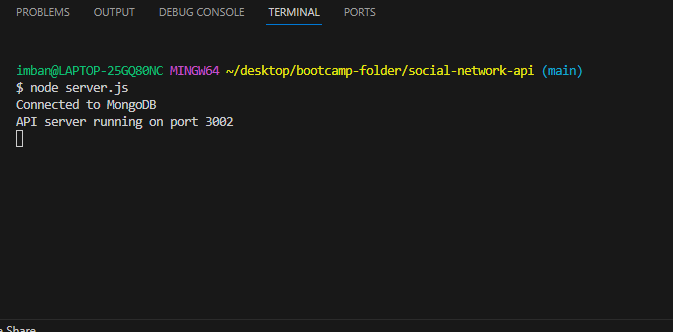 PROBLEMS OUTPUT DEBUG CONSOLE TERMINAL PORTS
imban@LAPTOP-25GQ80NC MINGW64 ~/desktop/bootcamp-folder/social-network-api (main)
$ node server.js
Connected to MongoDB
API server running on port 3002
e Share